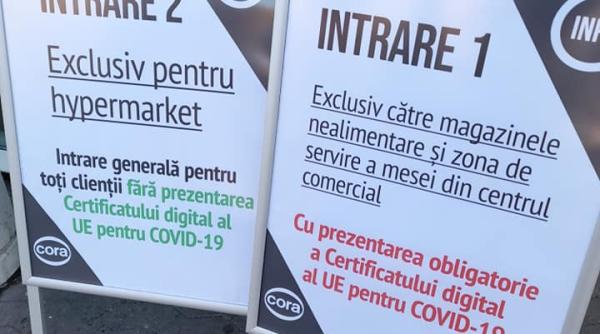 INTRARE 2
Exclusiv pentru
hypermarket
Intrare generală pentru
toți clienții fără prezentarea
Certificatului digital al
UE pentru COVID-19
cora
INTRARE 1
Exclusiv către magazinele
nealimentare și zona de
servire a mesei din centrul
comercial
Cu prezentarea obligatorie
a Certificatului digital
al UE pentru COVID-19
cora